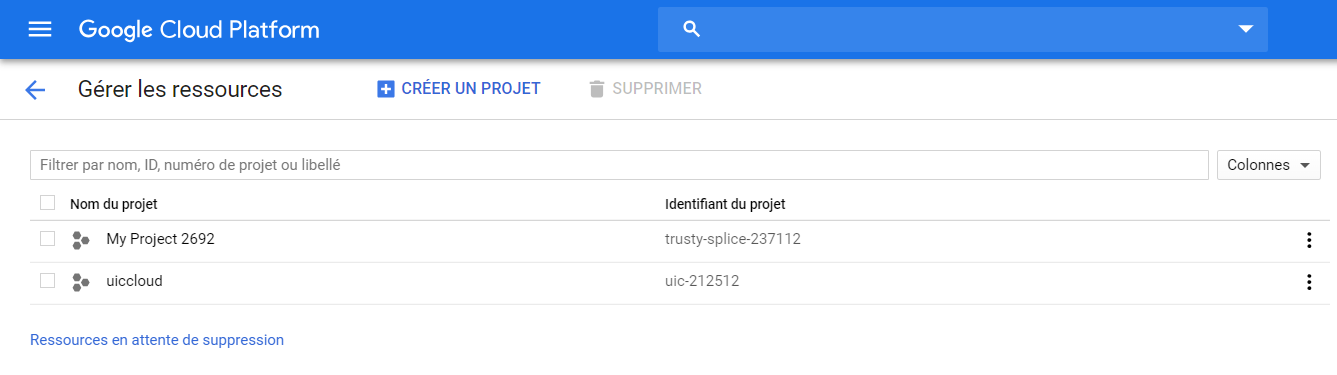 Google Cloud Platform
Gérer les ressources CRÉER UN PROJET SUPPRIMER
Filtrer par nom, ID, numéro de projet ou libellé Colonnes
Nom du projet Identifiant du projet
My Project 2692 trusty-splice-237112
uiccloud uic-212512
Ressources en attente de suppression